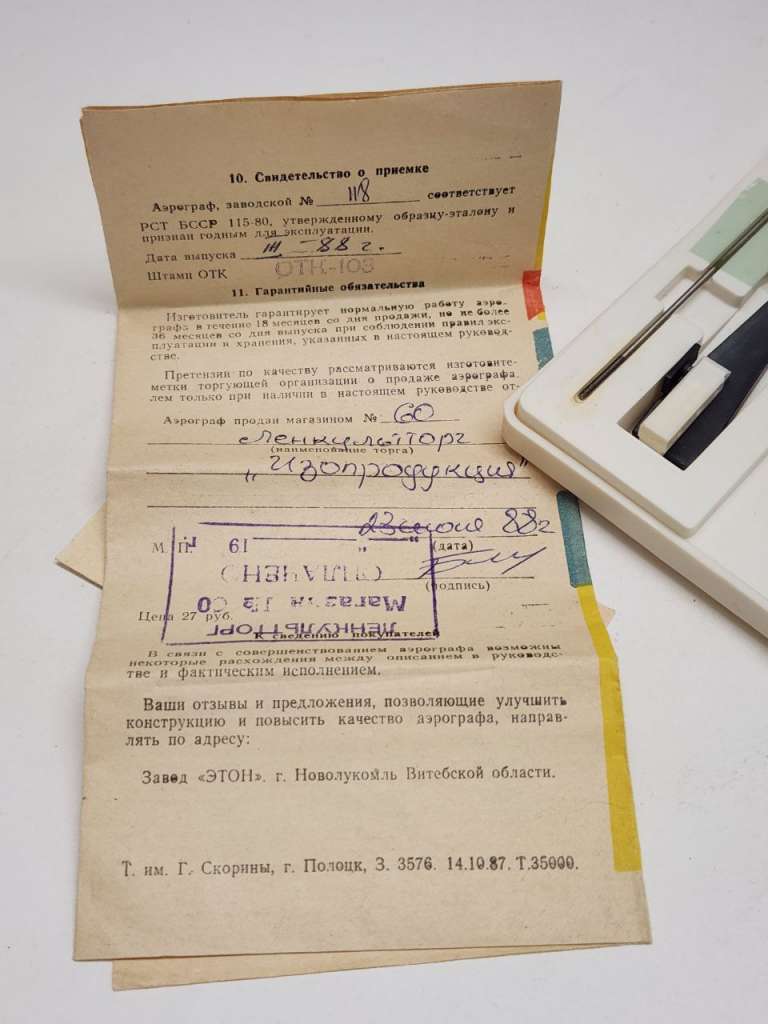 10. Свидетельство о приемке
Аэрограф, заводской № 118 соответствует
РСТ БССР 115-80, утвержденному образцу-эталону и
признан годным для эксплуатации.
Дата выпуска III-88 г.
Штамп ОТК ОТК-103
11. Гарантийные обязательства
Изготовитель гарантирует нормальную работу аэро-
графа в течение 18 месяцев со дня продажи, но не более
36 месяцев со дня выпуска при соблюдении правил экс-
плуатации и хранения, указанных в настоящем руковод-
стве.
Претензии по качеству рассматриваются изготовите-
метки торгующей организации о продаже аэрографа.
лем только при наличии в настоящем руководстве от-
Аэрограф продан магазином № 60
Ленкультторг
(наименование торга)
„Изопродукция"
23 июля 88г
(дата)
М. П.
(подпись)
ЛЕНКУЛЬТТОРГ
Магазин № 60
ОПЛАЧЕНО
" " 19 г.
Цена 27 руб.
К сведению покупателей
В связи с совершенствованием аэрографа возможны
некоторые расхождения между описанием в руководс-
тве и фактическим исполнением.
Ваши отзывы и предложения, позволяющие улучшить
конструкцию и повысить качество аэрографа, направ-
лять по адресу:
Завод «ЭТОН». г. Новолукомль Витебской области.
Т. им. Г. Скорины, г. Полоцк, З. 3576. 14.10.87. Т.35000.